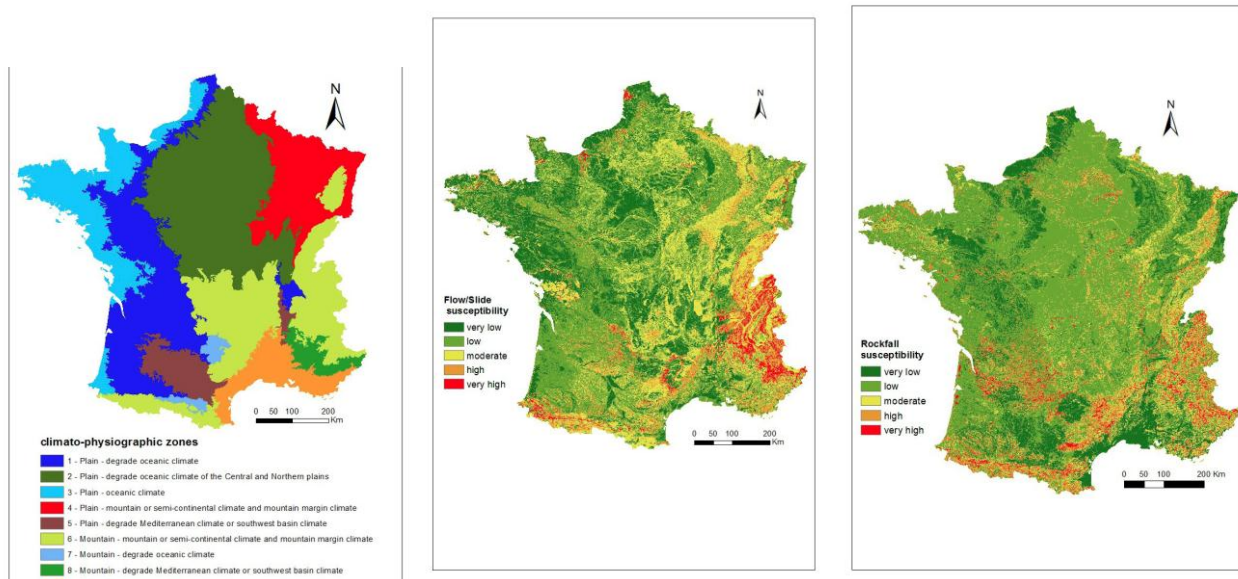 N
0 50 100 200
Km
climato-physiographic zones
1 - Plain - degrade oceanic climate
2 - Plain - degrade oceanic climate of the Central and Northern plains
3 - Plain - oceanic climate
4 - Plain - mountain or semi-continental climate and mountain margin climate
5 - Plain - degrade Mediterranean climate or southwest basin climate
6 - Mountain - mountain or semi-continental climate and mountain margin climate
7 - Mountain - degrade oceanic climate
8 - Mountain - degrade Mediterranean climate or southwest basin climate
N
Flow/Slide
susceptibility
very low
low
moderate
high
very high
0 50 100 200
Km
N
Rockfall
susceptibility
very low
low
moderate
high
very high
0 50 100 200 Km